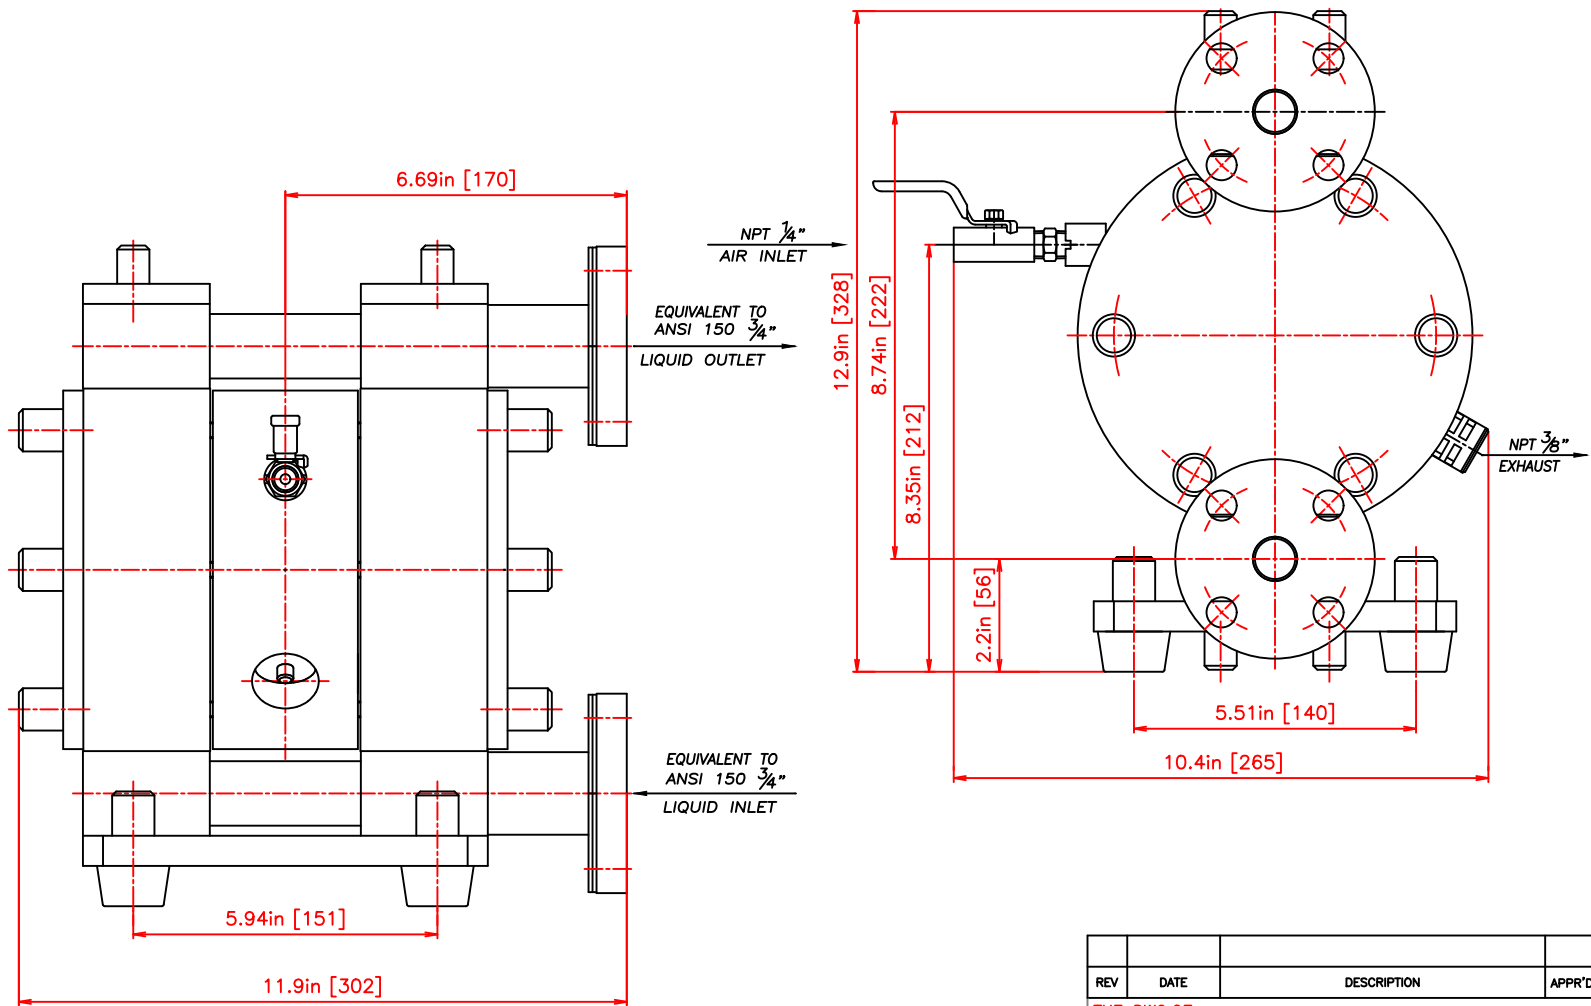 6.69in [170]
NPT 1/4"
AIR INLET
EQUIVALENT TO
ANSI 150 3/4"
LIQUID OUTLET
EQUIVALENT TO
ANSI 150 3/4"
LIQUID INLET
5.94in [151]
11.9in [302]
12.9in [328]
8.74in [222]
8.35in [212]
2.2in [56]
NPT 3/8"
EXHAUST
5.51in [140]
10.4in [265]
REV DATE DESCRIPTION APPR'D